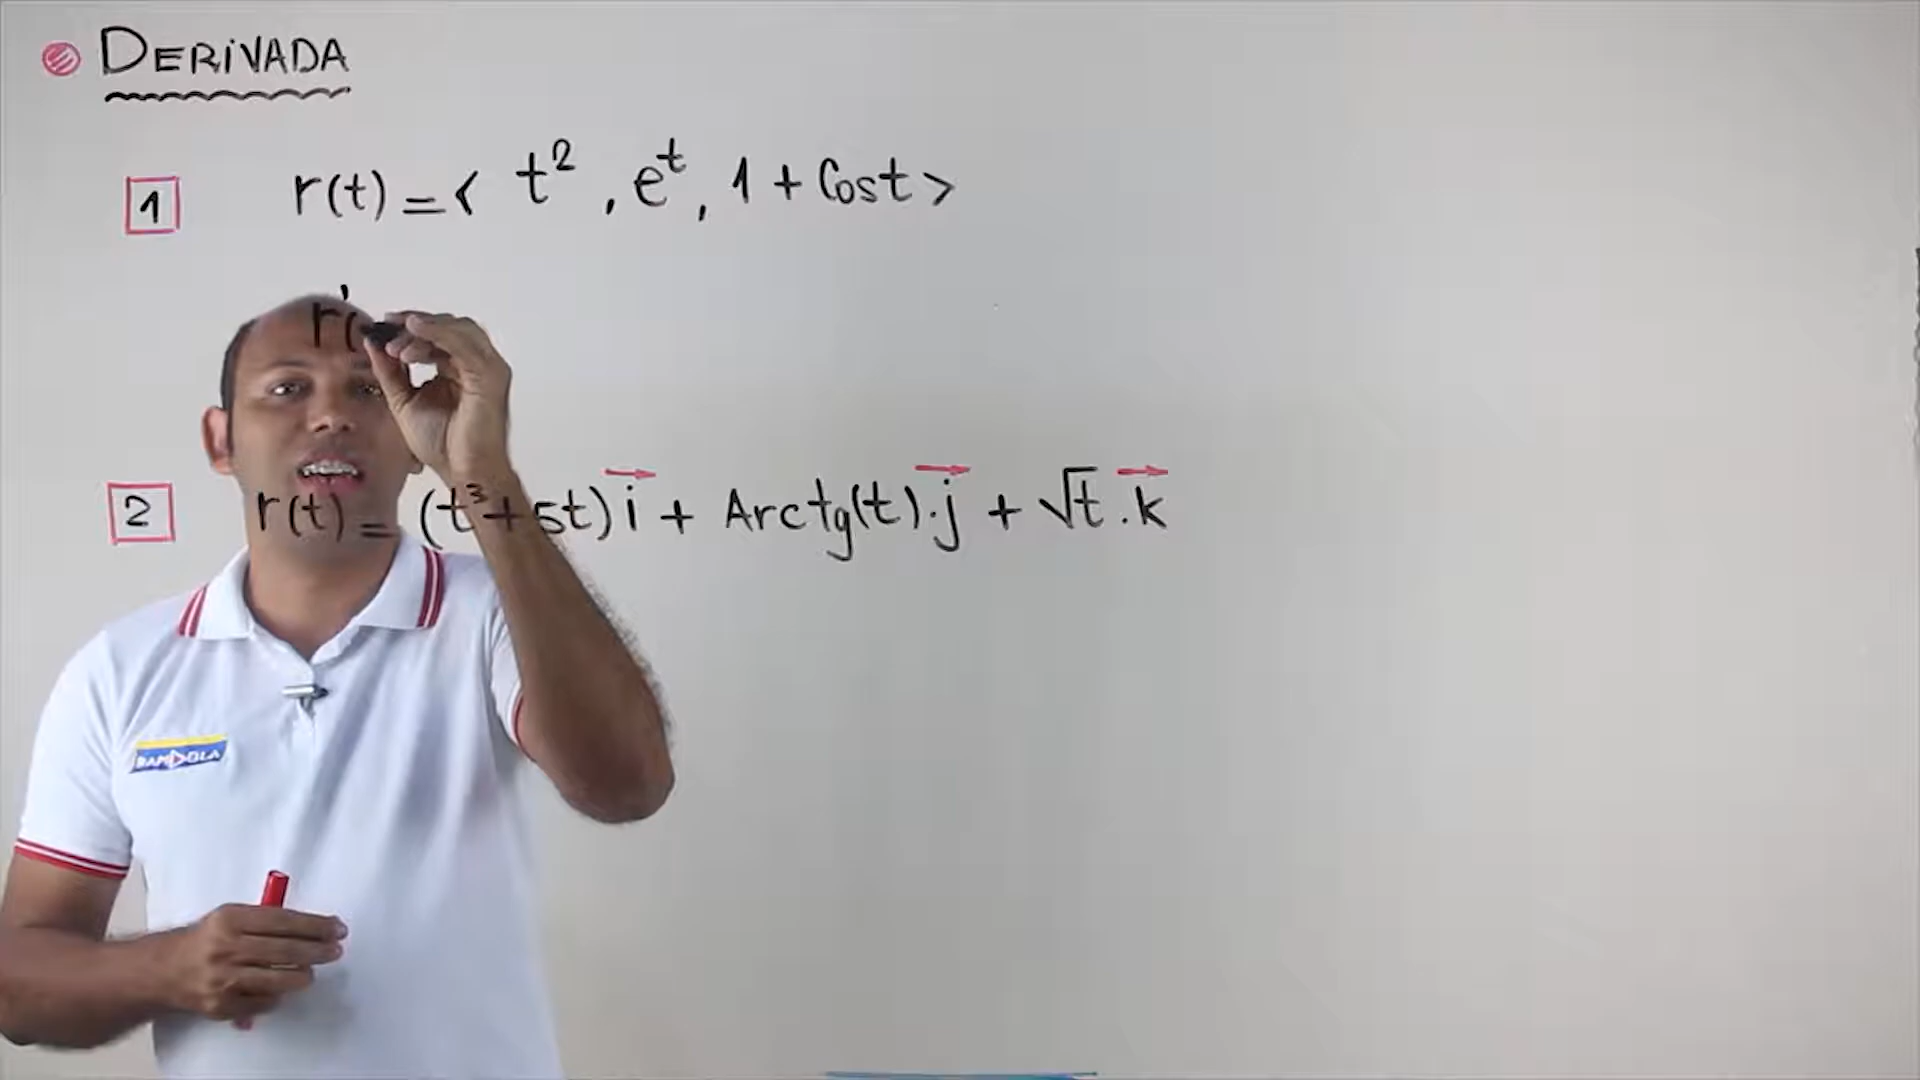 DERIVADA
1 r(t) = < t², eᵗ, 1 + Cost >
r'(
2 r(t) = (t³ + 5t) i⃗ + Arctg(t). j⃗ + √t . k⃗